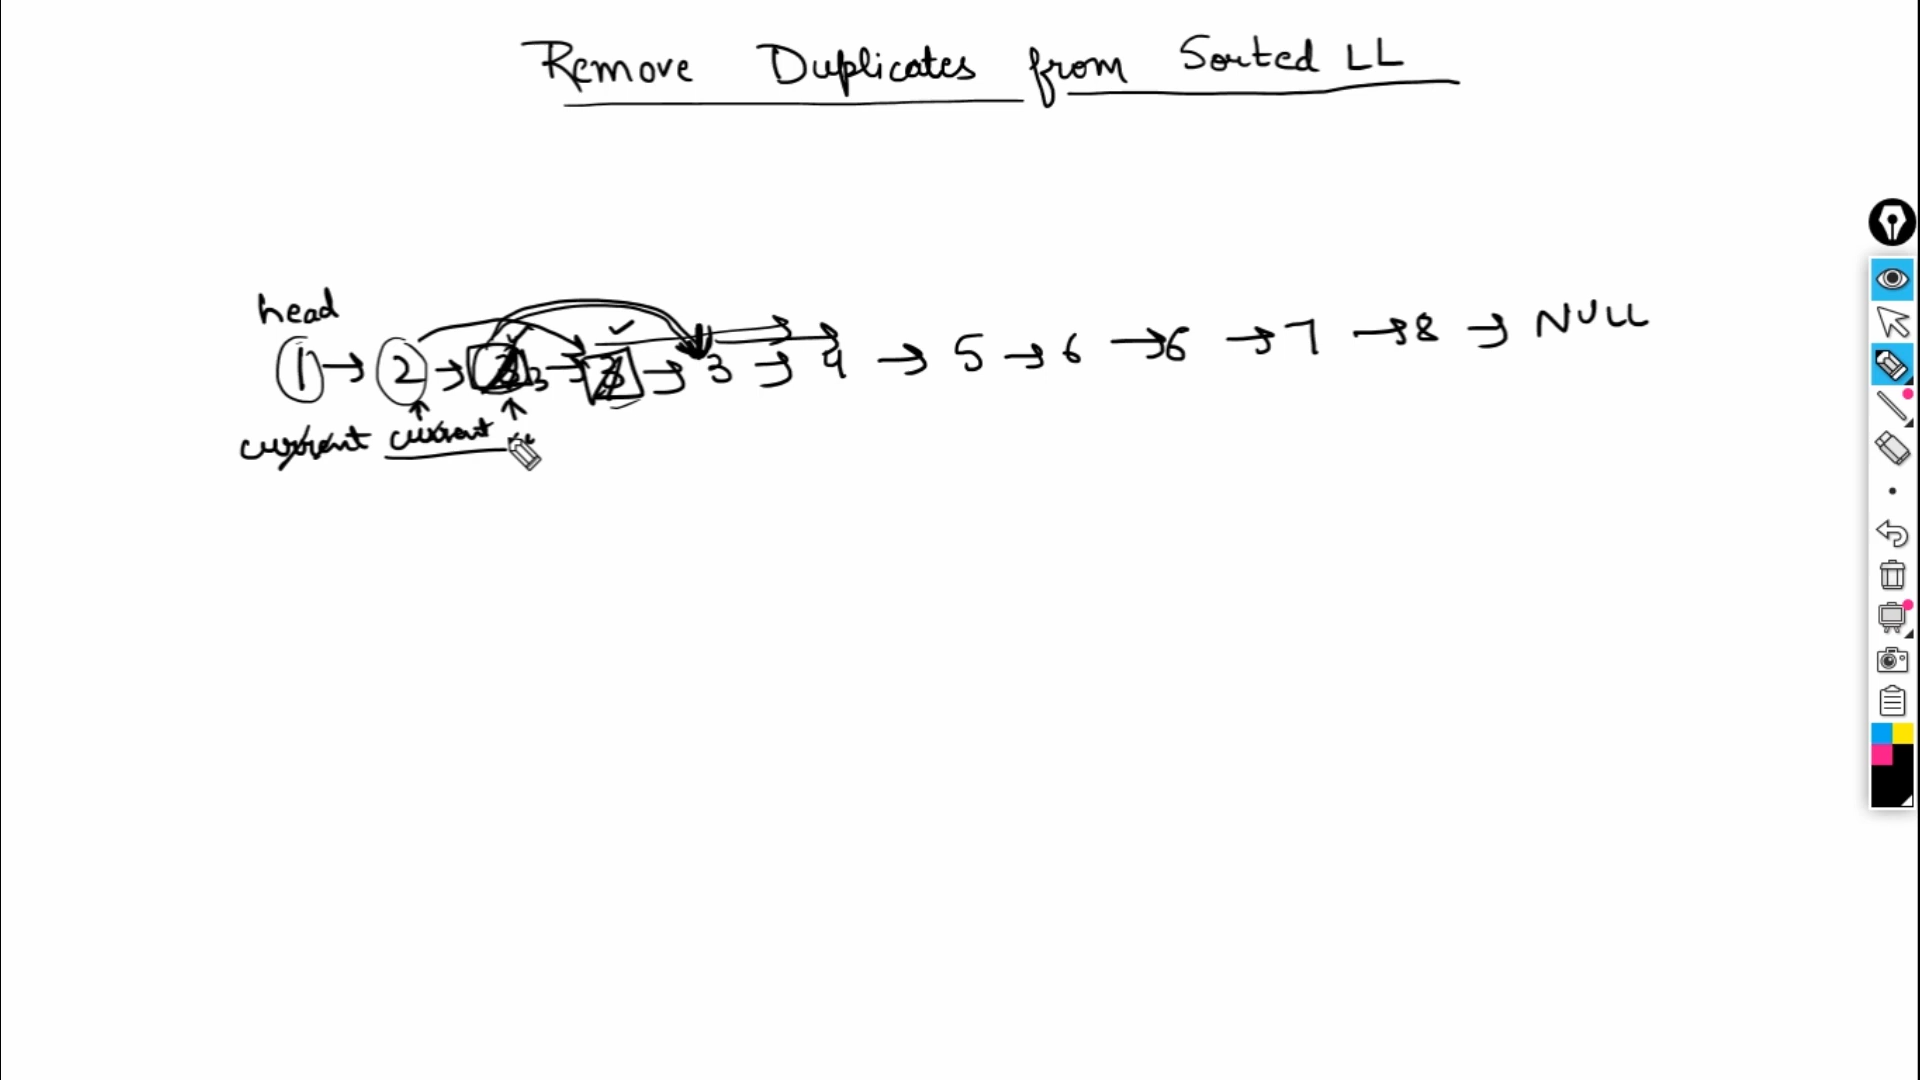 Remove Duplicates from Sorted LL
head
1 → 2 → 3 → → 3 → 4 → 5 → 6 → 6 → 7 → 8 → NULL
current current